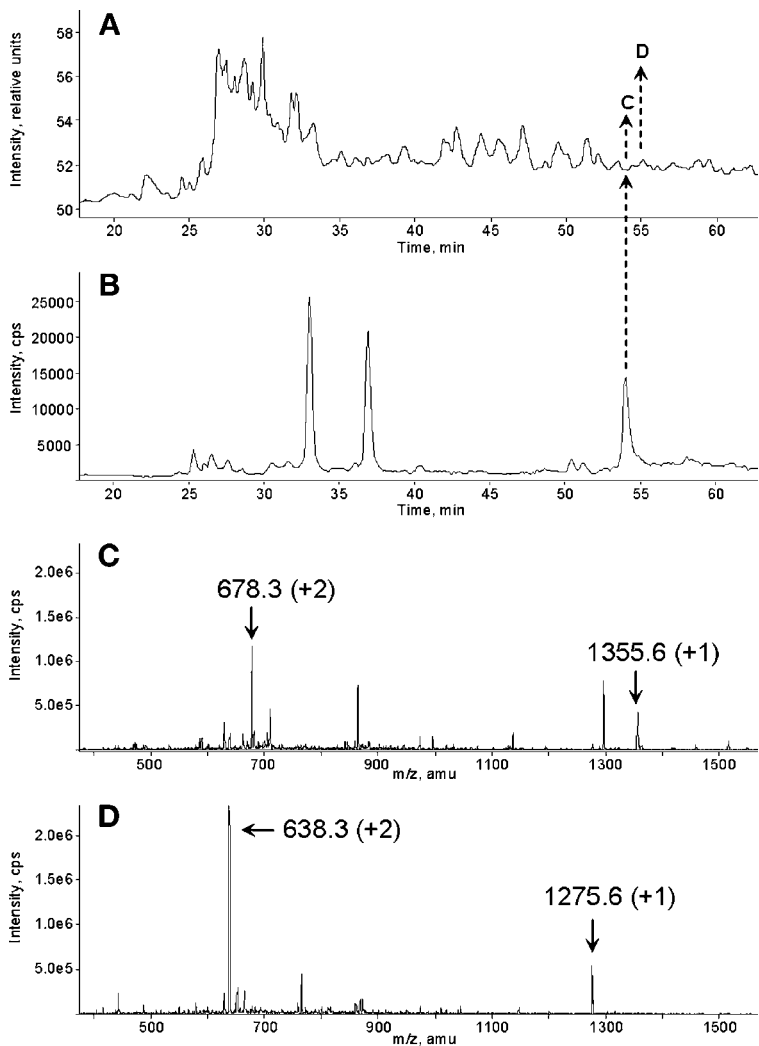 A
D
C
58
56
54
52
50
Intensity, relative units
20 25 30 35 40 45 50 55 60
Time, min
B
25000
20000
15000
10000
5000
Intensity, cps
20 25 30 35 40 45 50 55 60
Time, min
C
678.3 (+2)
1355.6 (+1)
2.0e6
1.5e6
1.0e6
5.0e5
Intensity, cps
500 700 900 1100 1300 1500
m/z, amu
D
638.3 (+2)
1275.6 (+1)
2.0e6
1.5e6
1.0e6
5.0e5
Intensity, cps
500 700 900 1100 1300 1500
m/z, amu